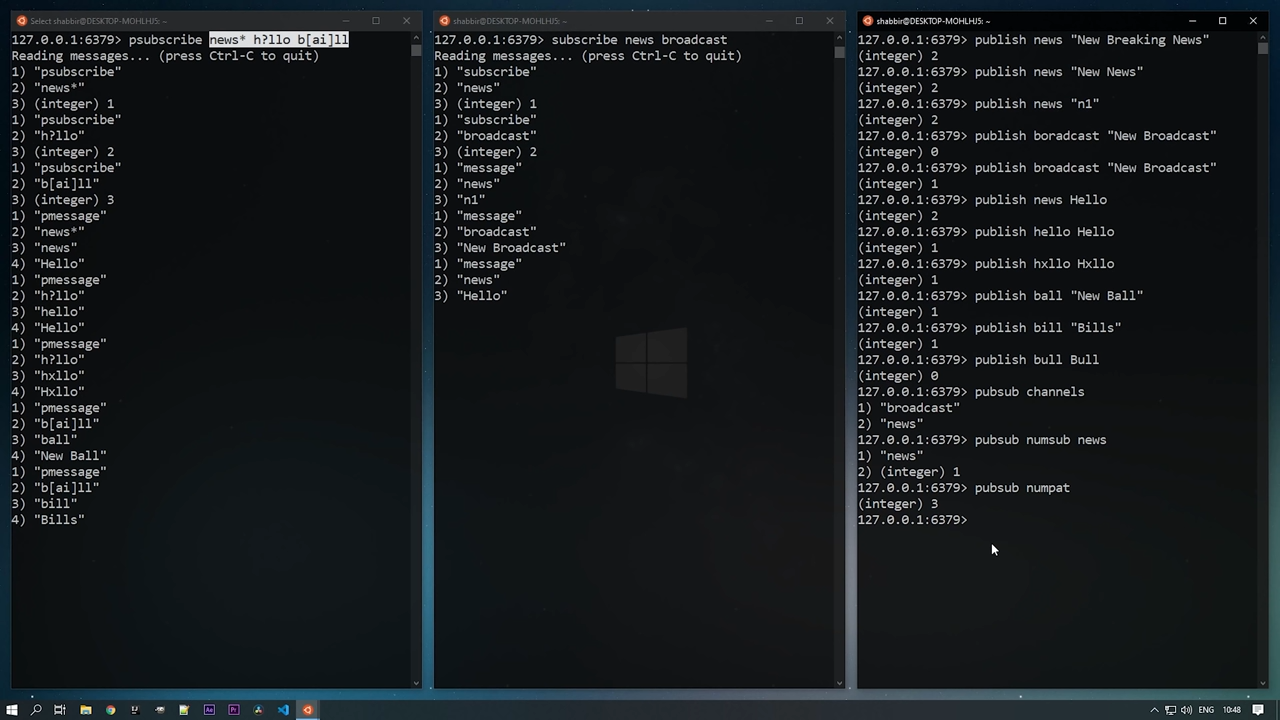 Select shabbir@DESKTOP-MOHLHJ5: ~
127.0.0.1:6379> psubscribe news* h?llo b[ai]ll
Reading messages... (press Ctrl-C to quit)
1) "psubscribe"
2) "news*"
3) (integer) 1
1) "psubscribe"
2) "h?llo"
3) (integer) 2
1) "psubscribe"
2) "b[ai]ll"
3) (integer) 3
1) "pmessage"
2) "news*"
3) "news"
4) "Hello"
1) "pmessage"
2) "h?llo"
3) "hello"
4) "Hello"
1) "pmessage"
2) "h?llo"
3) "hxllo"
4) "Hxllo"
1) "pmessage"
2) "b[ai]ll"
3) "ball"
4) "New Ball"
1) "pmessage"
2) "b[ai]ll"
3) "bill"
4) "Bills"
shabbir@DESKTOP-MOHLHJ5: ~
127.0.0.1:6379> subscribe news broadcast
Reading messages... (press Ctrl-C to quit)
1) "subscribe"
2) "news"
3) (integer) 1
1) "subscribe"
2) "broadcast"
3) (integer) 2
1) "message"
2) "news"
3) "n1"
1) "message"
2) "broadcast"
3) "New Broadcast"
1) "message"
2) "news"
3) "Hello"
shabbir@DESKTOP-MOHLHJ5: ~
127.0.0.1:6379> publish news "New Breaking News"
(integer) 2
127.0.0.1:6379> publish news "New News"
(integer) 2
127.0.0.1:6379> publish news "n1"
(integer) 2
127.0.0.1:6379> publish boradcast "New Broadcast"
(integer) 0
127.0.0.1:6379> publish broadcast "New Broadcast"
(integer) 1
127.0.0.1:6379> publish news Hello
(integer) 2
127.0.0.1:6379> publish hello Hello
(integer) 1
127.0.0.1:6379> publish hxllo Hxllo
(integer) 1
127.0.0.1:6379> publish ball "New Ball"
(integer) 1
127.0.0.1:6379> publish bill "Bills"
(integer) 1
127.0.0.1:6379> publish bull Bull
(integer) 0
127.0.0.1:6379> pubsub channels
1) "broadcast"
2) "news"
127.0.0.1:6379> pubsub numsub news
1) "news"
2) (integer) 1
127.0.0.1:6379> pubsub numpat
(integer) 3
127.0.0.1:6379>
Ae
Pr
ENG
10:48